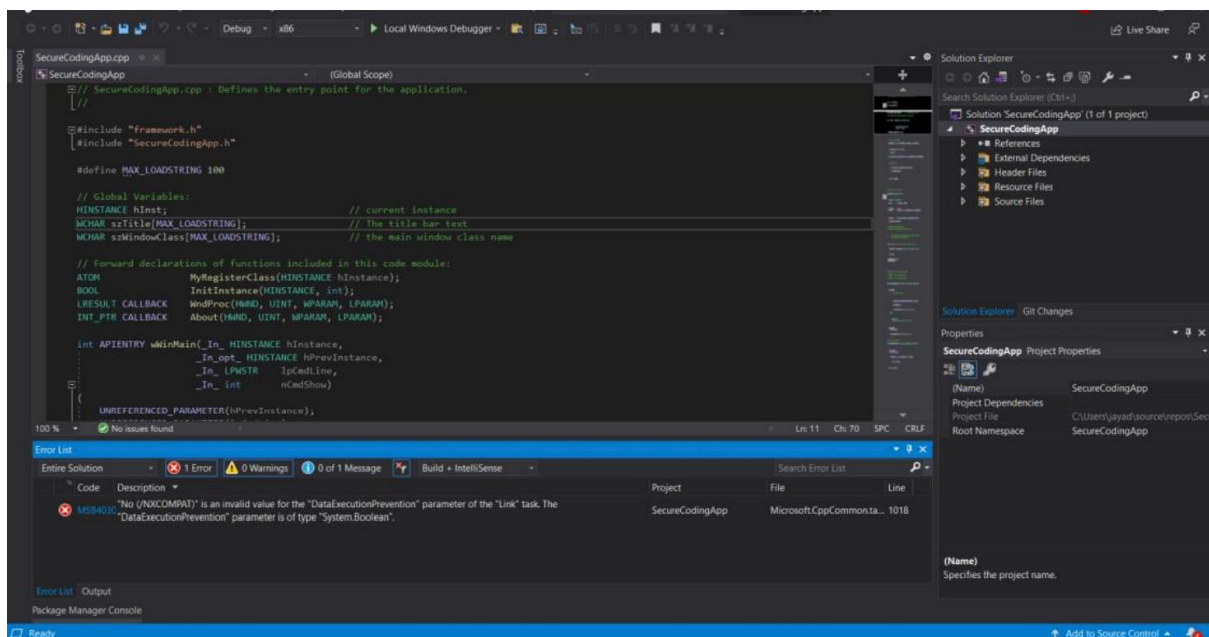 Debug x86 Local Windows Debugger Live Share
Toolbox
SecureCodingApp.cpp
SecureCodingApp (Global Scope)
// SecureCodingApp.cpp : Defines the entry point for the application.
//
#include "framework.h"
#include "SecureCodingApp.h"
#define MAX_LOADSTRING 100
// Global Variables:
HINSTANCE hInst; // current instance
WCHAR szTitle[MAX_LOADSTRING]; // The title bar text
WCHAR szWindowClass[MAX_LOADSTRING]; // the main window class name
// Forward declarations of functions included in this code module:
ATOM MyRegisterClass(HINSTANCE hInstance);
BOOL InitInstance(HINSTANCE, int);
LRESULT CALLBACK WndProc(HWND, UINT, WPARAM, LPARAM);
INT_PTR CALLBACK About(HWND, UINT, WPARAM, LPARAM);
int APIENTRY wWinMain(_In_ HINSTANCE hInstance,
_In_opt_ HINSTANCE hPrevInstance,
_In_ LPWSTR lpCmdLine,
_In_ int nCmdShow)
{
UNREFERENCED_PARAMETER(hPrevInstance);
100 % No issues found Ln: 11 Ch: 70 SPC CRLF
Error List
Entire Solution 1 Error 0 Warnings 0 of 1 Message Build + IntelliSense Search Error List
Code Description Project File Line
"No (/NXCOMPAT)" is an invalid value for the "DataExecutionPrevention" parameter of the "Link" task. The
MSB4030 SecureCodingApp Microsoft.CppCommon.ta... 1018
"DataExecutionPrevention" parameter is of type "System.Boolean".
Error List Output
Package Manager Console
Ready Add to Source Control
Solution Explorer
Search Solution Explorer (Ctrl+;)
Solution 'SecureCodingApp' (1 of 1 project)
SecureCodingApp
References
External Dependencies
Header Files
Resource Files
Source Files
Solution Explorer Git Changes
Properties
SecureCodingApp Project Properties
(Name) SecureCodingApp
Project Dependencies
Project File C:\Users\jayad\source\repos\Sec
Root Namespace SecureCodingApp
(Name)
Specifies the project name.